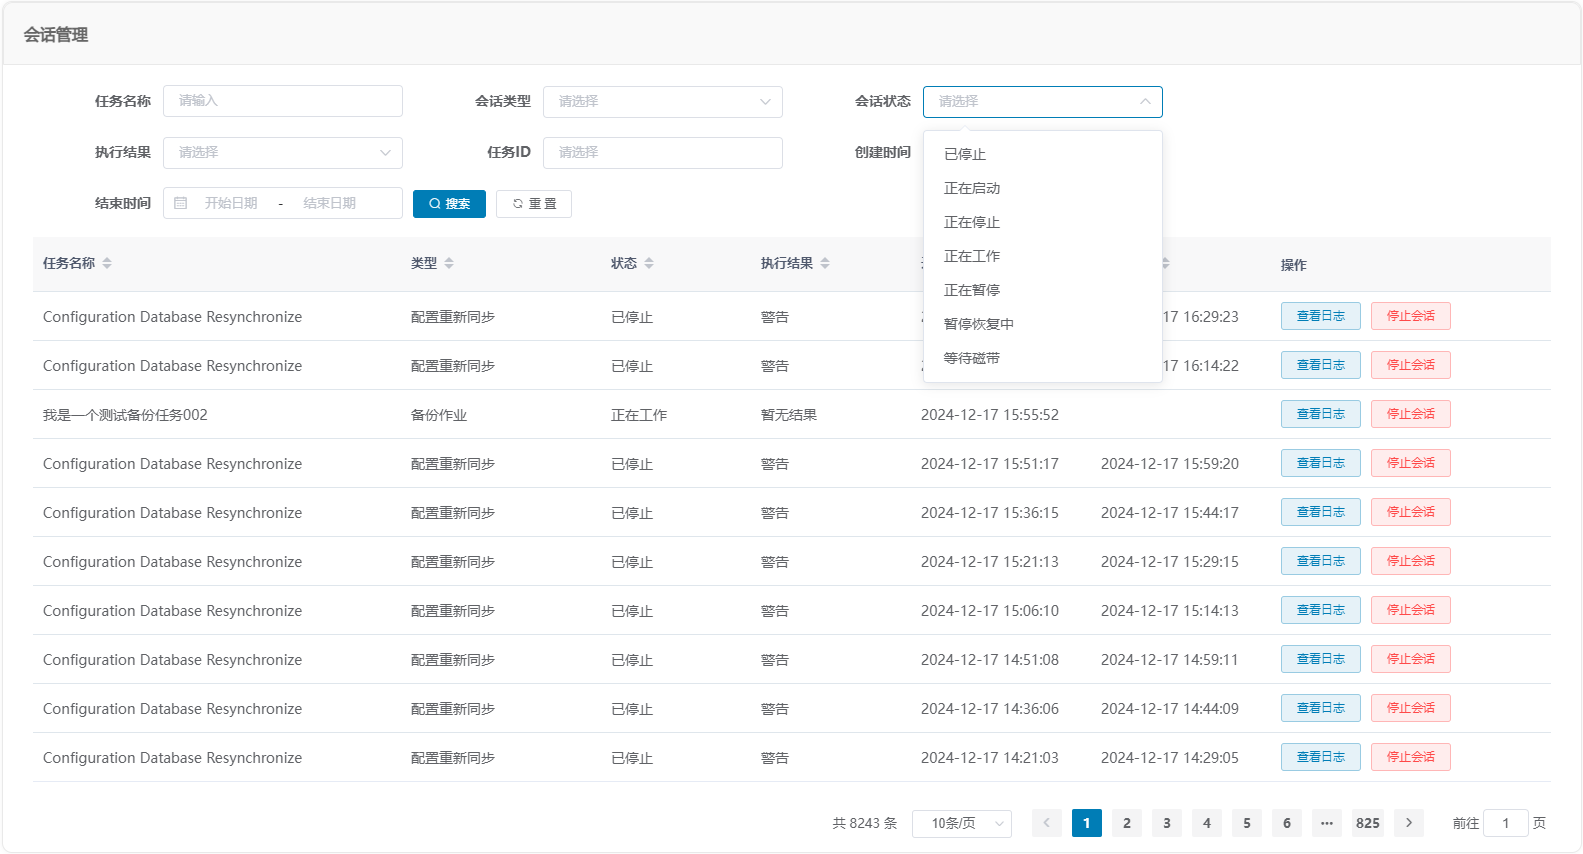 会话管理
任务名称 请输入 会话类型 请选择 会话状态 请选择
执行结果 请选择 任务ID 请选择 创建时间
已停止
正在启动
正在停止
正在工作
正在暂停
暂停恢复中
等待磁带
结束时间 开始日期 - 结束日期 搜索 重置
任务名称 类型 状态 执行结果 操作
Configuration Database Resynchronize 配置重新同步 已停止 警告 17 16:29:23 查看日志 停止会话
Configuration Database Resynchronize 配置重新同步 已停止 警告 17 16:14:22 查看日志 停止会话
我是一个测试备份任务002 备份作业 正在工作 暂无结果 2024-12-17 15:55:52 查看日志 停止会话
Configuration Database Resynchronize 配置重新同步 已停止 警告 2024-12-17 15:51:17 2024-12-17 15:59:20 查看日志 停止会话
Configuration Database Resynchronize 配置重新同步 已停止 警告 2024-12-17 15:36:15 2024-12-17 15:44:17 查看日志 停止会话
Configuration Database Resynchronize 配置重新同步 已停止 警告 2024-12-17 15:21:13 2024-12-17 15:29:15 查看日志 停止会话
Configuration Database Resynchronize 配置重新同步 已停止 警告 2024-12-17 15:06:10 2024-12-17 15:14:13 查看日志 停止会话
Configuration Database Resynchronize 配置重新同步 已停止 警告 2024-12-17 14:51:08 2024-12-17 14:59:11 查看日志 停止会话
Configuration Database Resynchronize 配置重新同步 已停止 警告 2024-12-17 14:36:06 2024-12-17 14:44:09 查看日志 停止会话
Configuration Database Resynchronize 配置重新同步 已停止 警告 2024-12-17 14:21:03 2024-12-17 14:29:05 查看日志 停止会话
共 8243 条 10条/页 1 2 3 4 5 6 ••• 825 前往 1 页